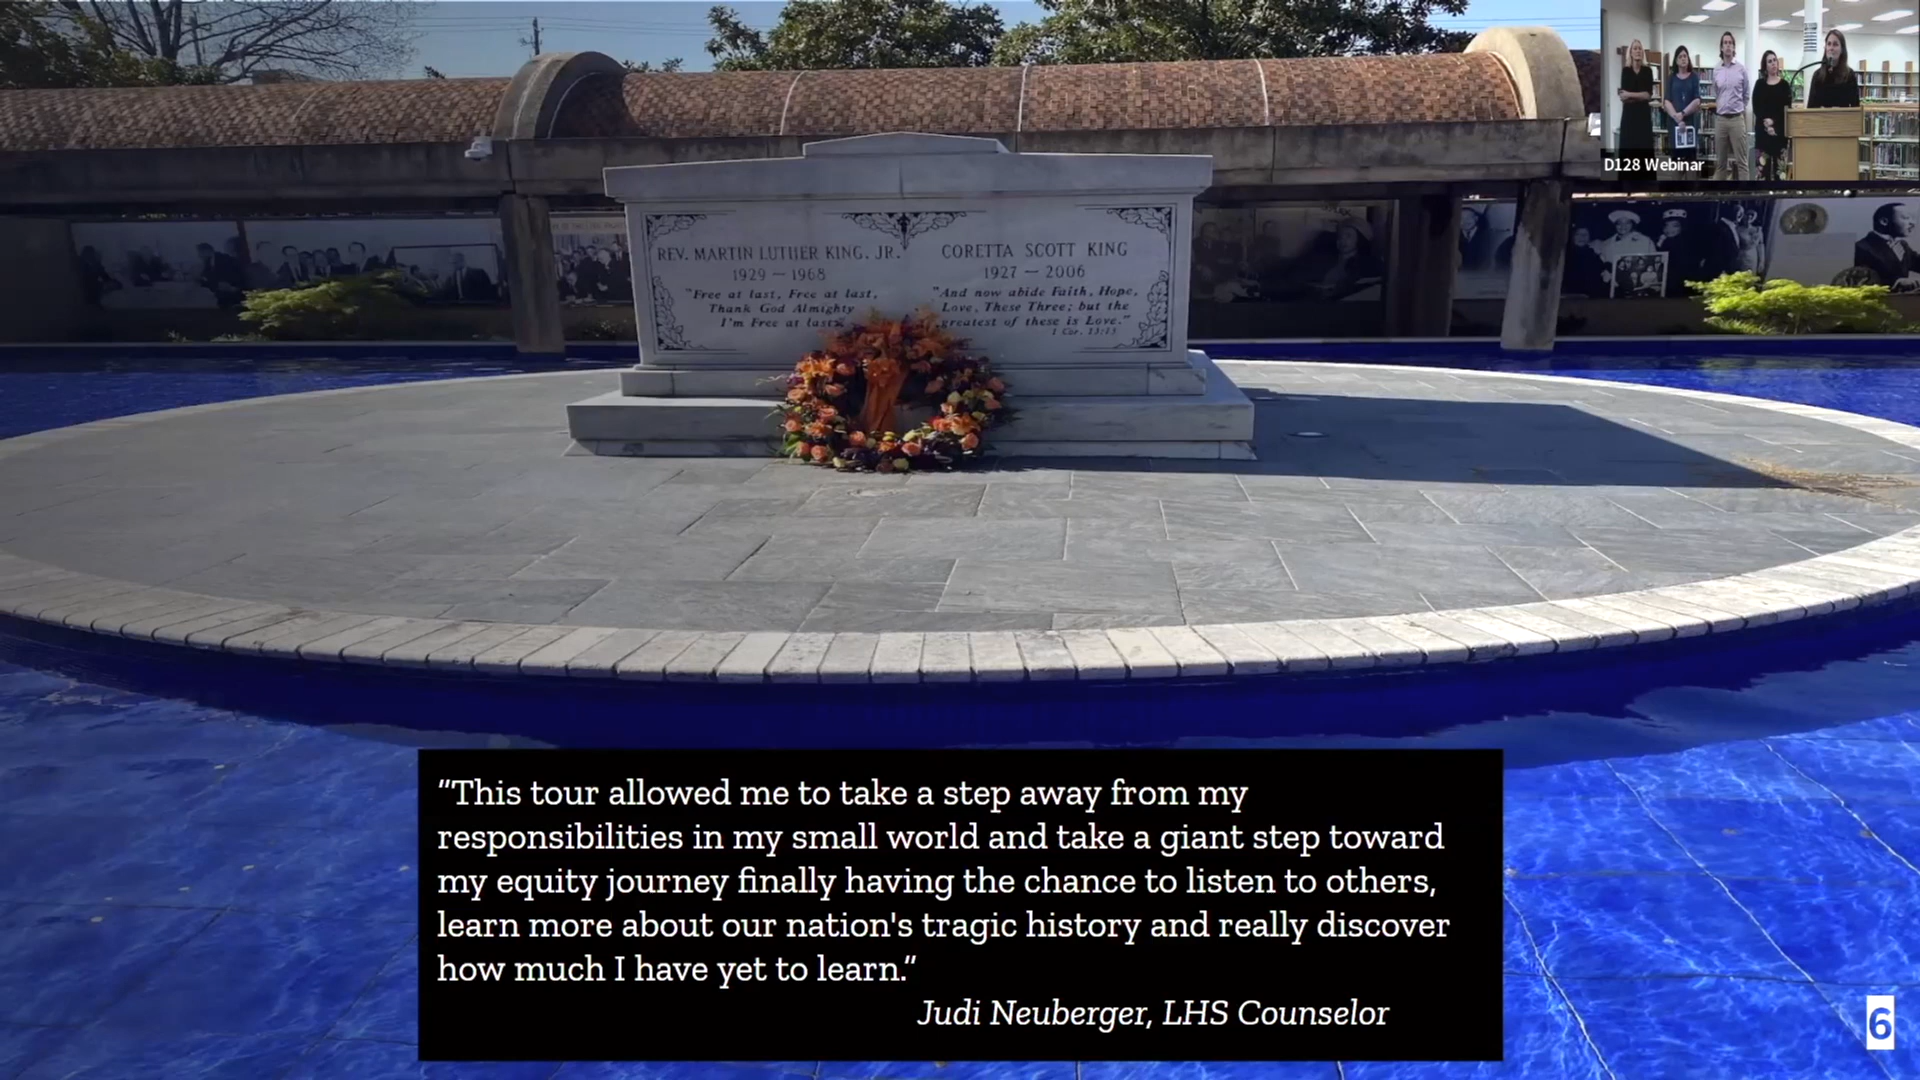 D128 Webinar
REV. MARTIN LUTHER KING, JR.
1929 — 1968
"Free at last, Free at last,
Thank God Almighty
I'm Free at last."
CORETTA SCOTT KING
1927 — 2006
"And now abide Faith, Hope,
Love, These Three; but the
greatest of these is Love."
1 Cor. 13:13
“This tour allowed me to take a step away from my
responsibilities in my small world and take a giant step toward
my equity journey finally having the chance to listen to others,
learn more about our nation's tragic history and really discover
how much I have yet to learn.”
Judi Neuberger, LHS Counselor
6